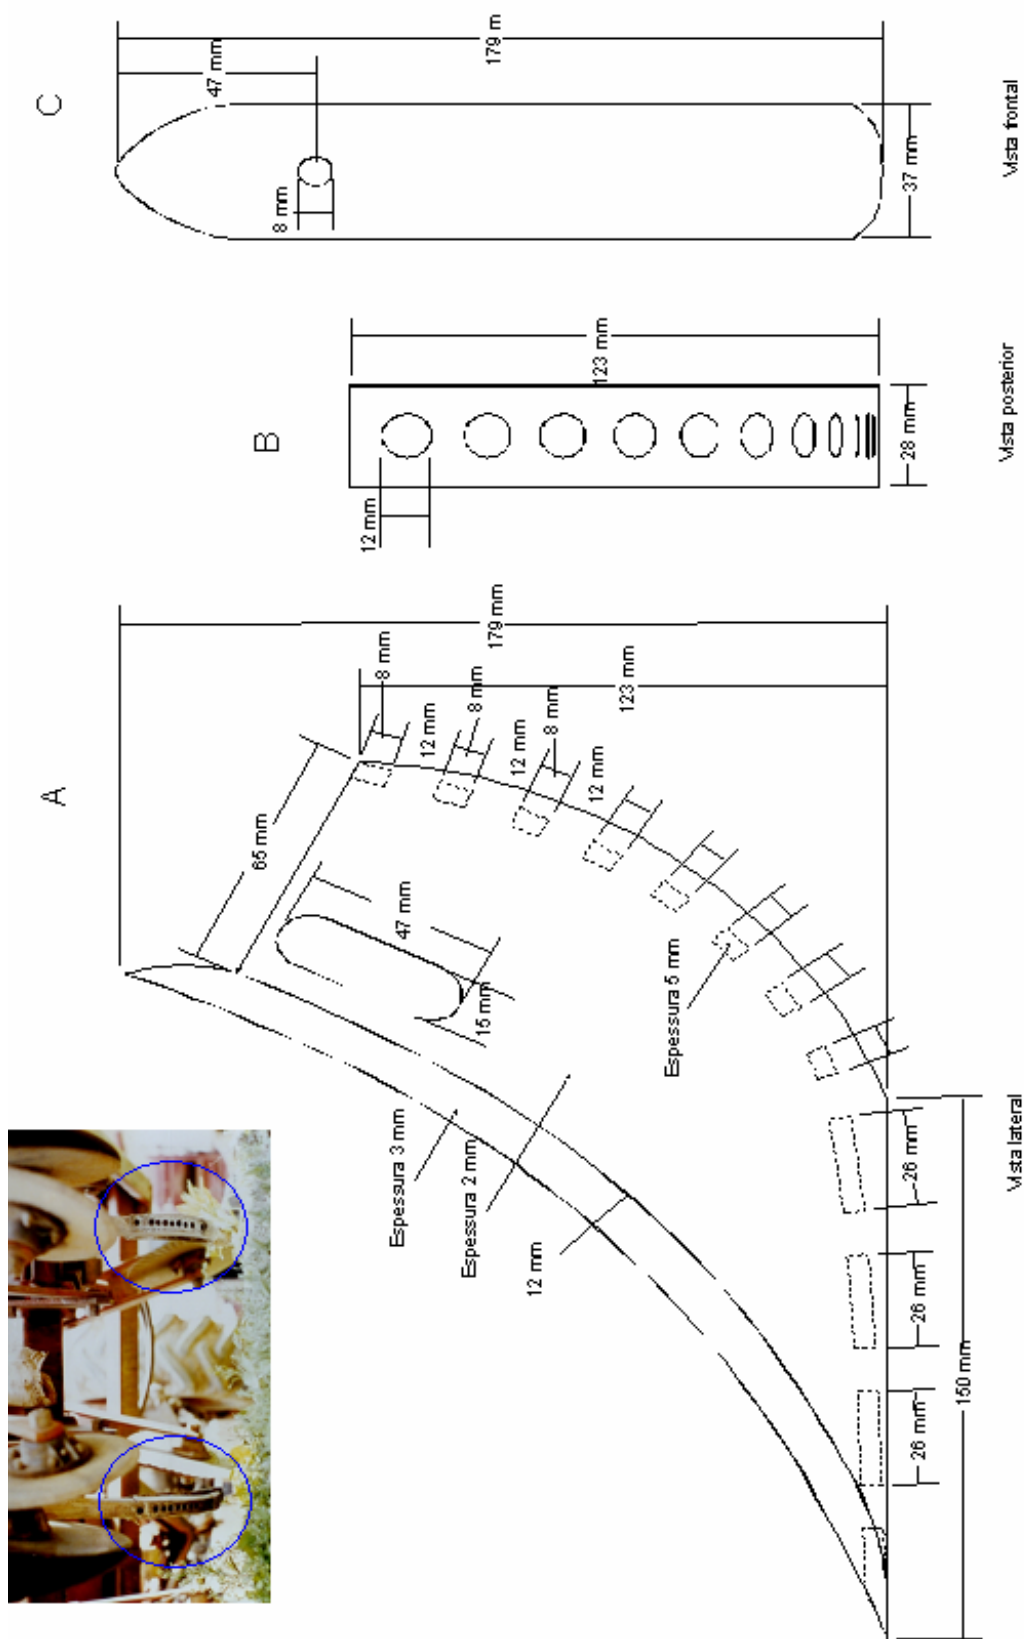 A
179 mm
65 mm
8 mm
12 mm
8 mm
12 mm
8 mm
12 mm
123 mm
47 mm
15 mm
Espessura 5 mm
Espessura 3 mm
Espessura 2 mm
12 mm
26 mm
26 mm
26 mm
150 mm
Vista lateral
B
123 mm
12 mm
28 mm
Vista posterior
C
179 m
47 mm
8 mm
37 mm
Vista frontal